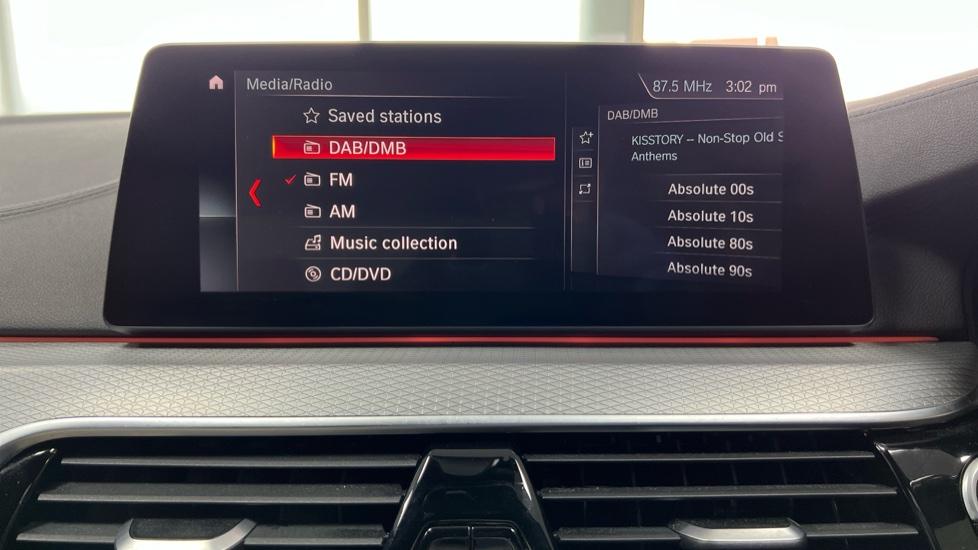 Media/Radio
87.5 MHz 3:02 pm
Saved stations
DAB/DMB
FM
AM
Music collection
CD/DVD
DAB/DMB
KISSTORY – Non-Stop Old S
Anthems
Absolute 00s
Absolute 10s
Absolute 80s
Absolute 90s